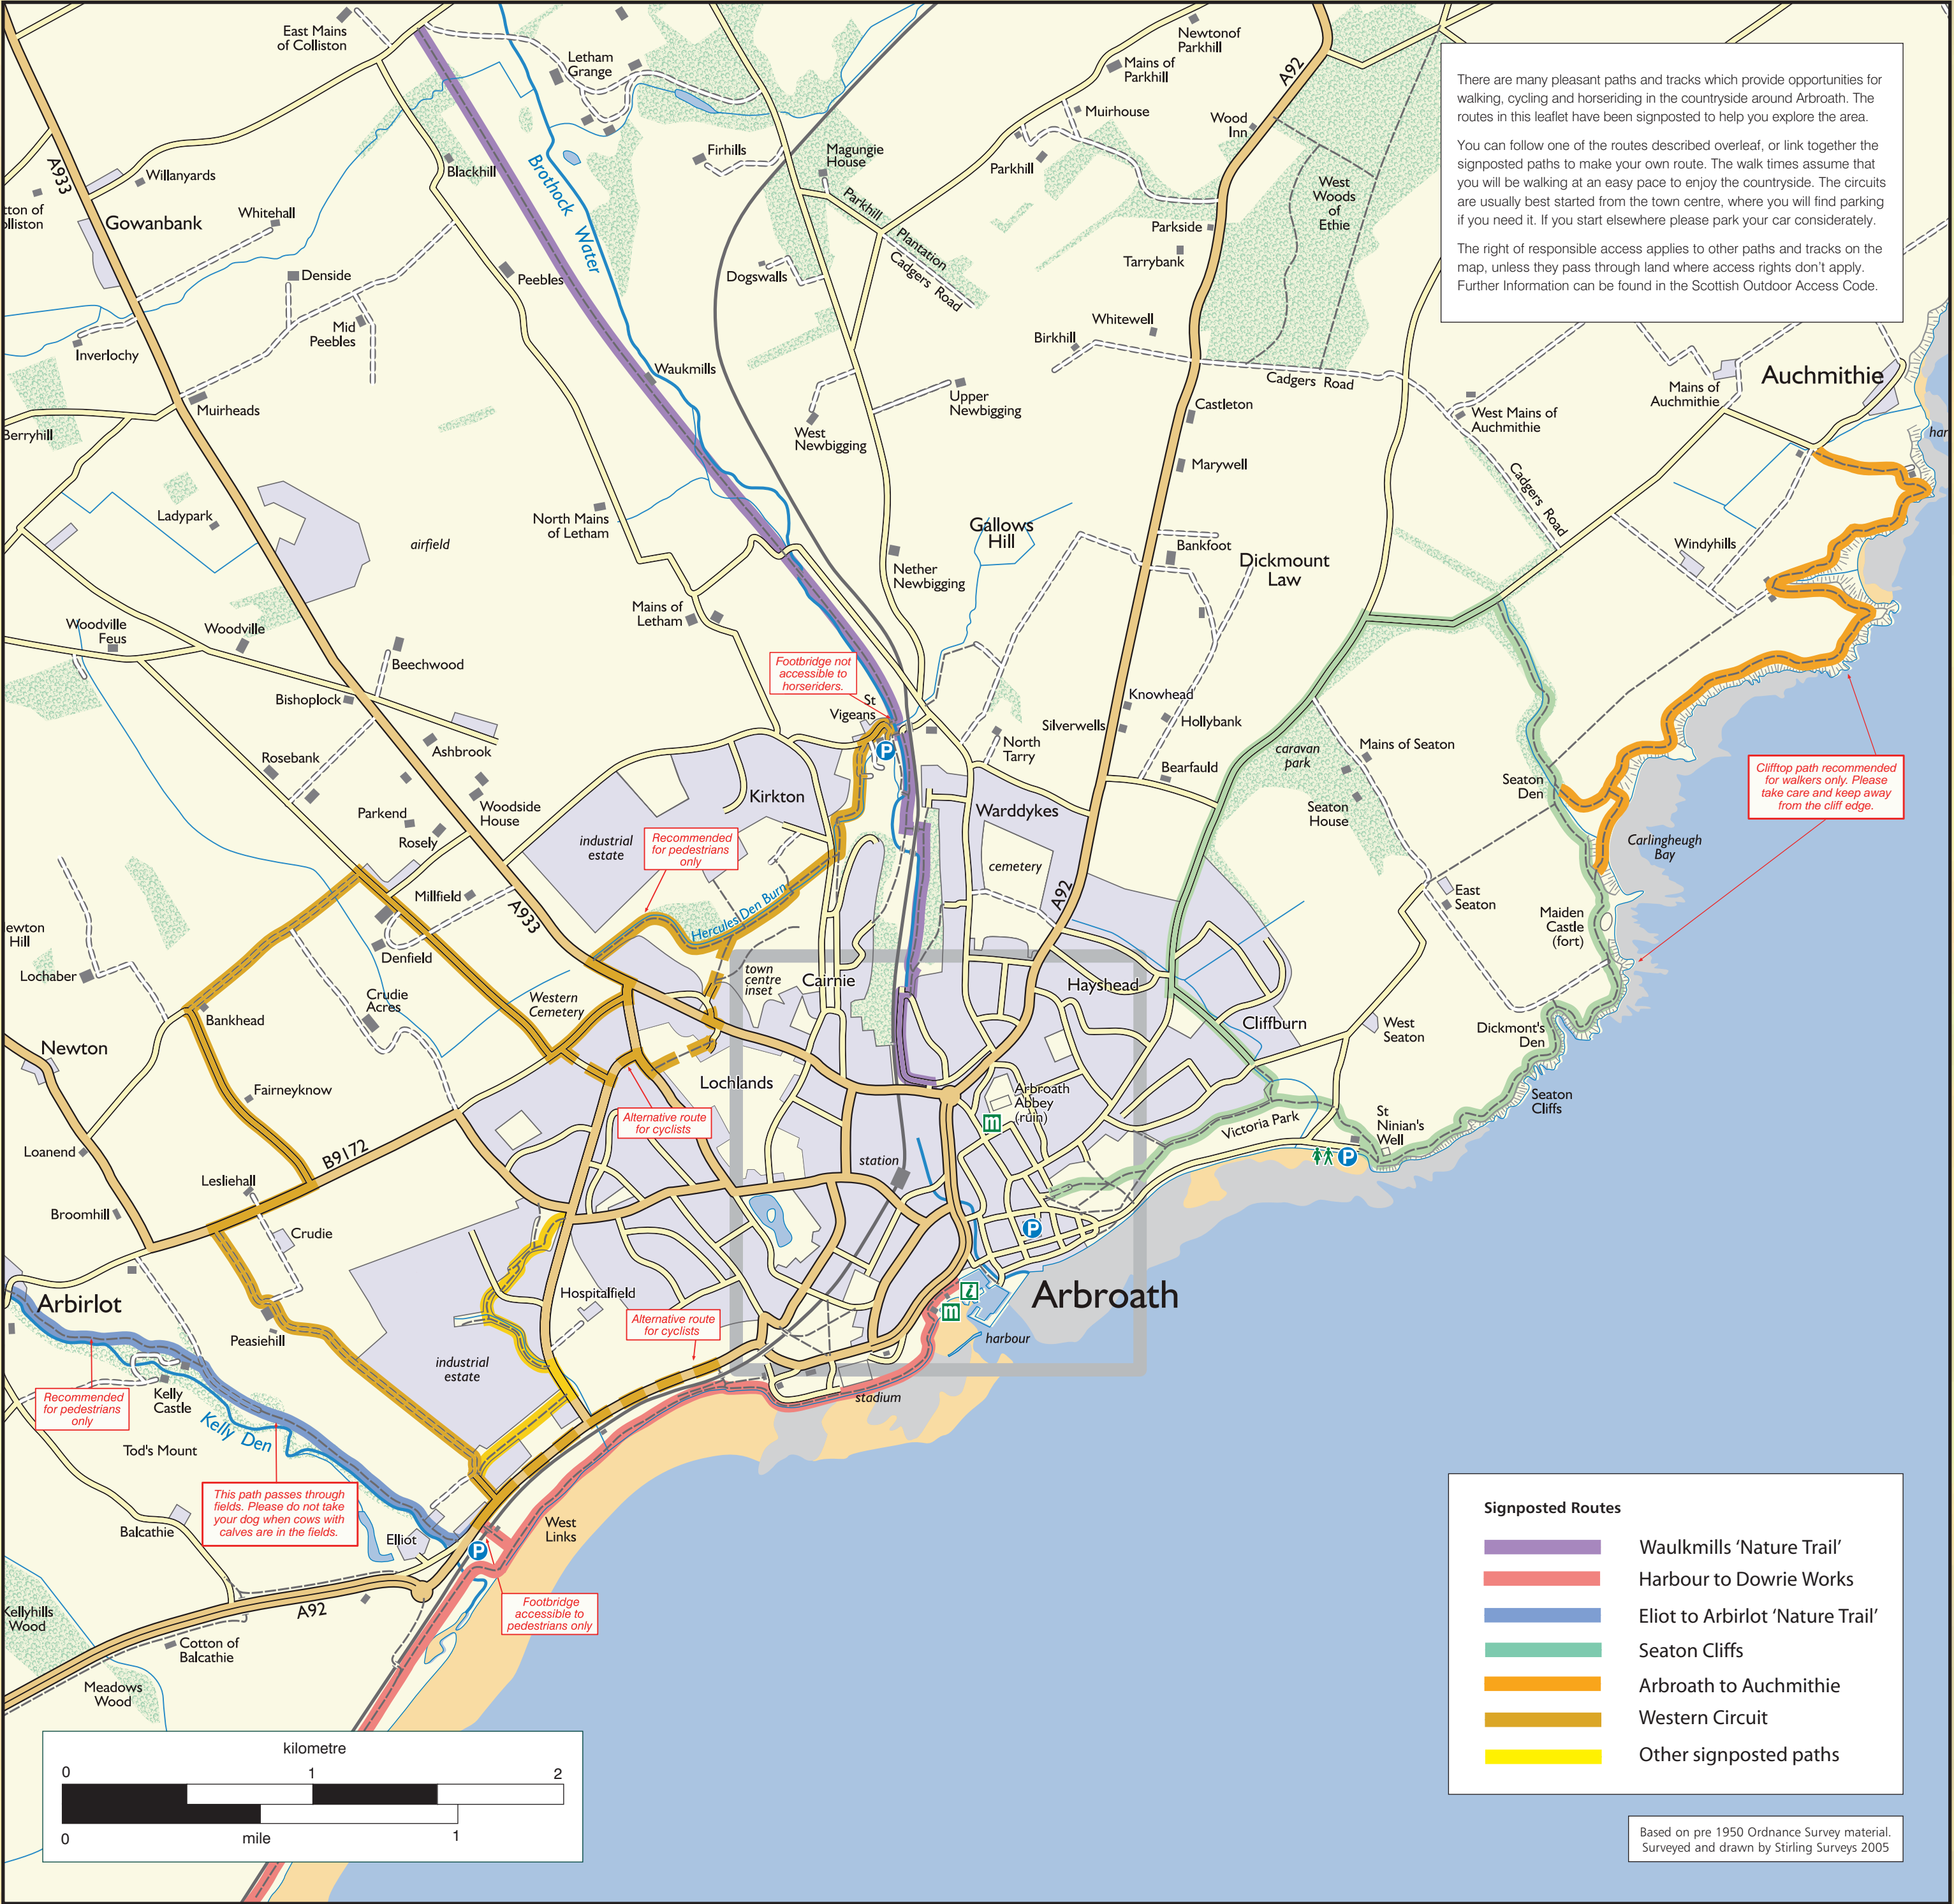 East Mains
of Colliston
Letham
Grange
Newtonof
Parkhill
Mains of
Parkhill
A92
Muirhouse
Wood
Inn
There are many pleasant paths and tracks which provide opportunities for
walking, cycling and horseriding in the countryside around Arbroath. The
routes in this leaflet have been signposted to help you explore the area.
You can follow one of the routes described overleaf, or link together the
signposted paths to make your own route. The walk times assume that
you will be walking at an easy pace to enjoy the countryside. The circuits
are usually best started from the town centre, where you will find parking
if you need it. If you start elsewhere please park your car considerately.
The right of responsible access applies to other paths and tracks on the
map, unless they pass through land where access rights don't apply.
Further Information can be found in the Scottish Outdoor Access Code.
A933
Willanyards
Blackhill
Brothock Water
Firhills
Magungie
House
Parkhill
Parkhill Plantation
Cadgers Road
West
Woods
of
Ethie
tton of
olliston
Gowanbank
Whitehall
Parkside
Tarrybank
Denside
Peebles
Dogswalls
Mid
Peebles
Whitewell
Birkhill
Inverlochy
Waukmills
Cadgers Road
Auchmithie
Mains of
Auchmithie
Muirheads
Upper
Newbigging
Castleton
West Mains of
Auchmithie
Berryhill
West
Newbigging
har
Marywell
Cadgers Road
Ladypark
North Mains
of Letham
airfield
Gallows
Hill
Bankfoot
Dickmount
Law
Windyhills
Nether
Newbigging
Mains of
Letham
Woodville
Feus
Woodville
Beechwood
Footbridge not
accessible to
horseriders.
Bishoplock
St
Vigeans
P
Knowhead
Silverwells
Hollybank
Ashbrook
North
Tarry
caravan
park
Mains of Seaton
Rosebank
Bearfauld
Seaton
Den
Clifftop path recommended
for walkers only. Please
take care and keep away
from the cliff edge.
Parkend
Woodside
House
Kirkton
Warddykes
Seaton
House
Rosely
industrial
estate
Recommended
for pedestrians
only
cemetery
Carlingheugh
Bay
Millfield
A933
Hercules Den Burn
A92
East
Seaton
Maiden
Castle
(fort)
ewton
Hill
Denfield
Lochaber
town
centre
inset
Cairnie
Hayshead
Crudie
Acres
Western
Cemetery
Bankhead
Cliffburn
West
Seaton
Dickmont's
Den
Newton
Fairneyknow
Lochlands
Arbroath
Abbey
(ruin)
m
Seaton
Cliffs
Alternative route
for cyclists
Victoria Park
St
Ninian's
Well
P
Loanend
B9172
station
Lesliehall
Broomhill
Crudie
P
Arbirlot
Hospitalfield
i
m
Arbroath
Peasiehill
Alternative route
for cyclists
harbour
industrial
estate
Recommended
for pedestrians
only
Kelly
Castle
stadium
Kelly Den
Tod's Mount
This path passes through
fields. Please do not take
your dog when cows with
calves are in the fields.
Balcathie
Elliot
P
West
Links
Kellyhills
Wood
A92
Footbridge
accessible to
pedestrians only
Cotton of
Balcathie
Meadows
Wood
Signposted Routes
Waulkmills ‘Nature Trail’
Harbour to Dowrie Works
Eliot to Arbirlot ‘Nature Trail’
Seaton Cliffs
Arbroath to Auchmithie
Western Circuit
Other signposted paths
kilometre
0 1 2
0 mile 1
Based on pre 1950 Ordnance Survey material.
Surveyed and drawn by Stirling Surveys 2005